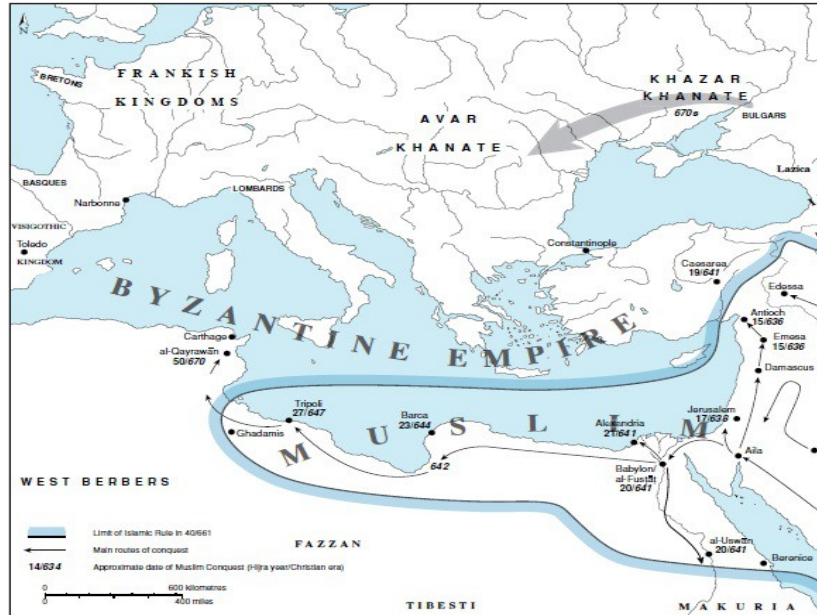 N
BRETONS
FRANKISH
KINGDOMS
KHAZAR
KHANATE
670s
BULGARS
AVAR
KHANATE
Lazica
BASQUES
LOMBARDS
Narbonne
VISIGOTHIC
Toledo
KINGDOM
Constantinople
Caesarea
19/641
Edessa
BYZANTINE EMPIRE
Antioch
15/636
Carthage
al-Qayrawān
50/670
Emesa
15/636
Damascus
Tripoli
27/647
Barca
23/644
Alexandria
21/641
Jerusalem
17/638
Ghadamis
MUSLIM
Aila
642
Babylon/
al-Fustat
20/641
WEST BERBERS
Limit of Islamic Rule in 40/661
Main routes of conquest
14/634 Approximate date of Muslim Conquest (Hijra year/Christian era)
FAZZAN
al-Uswān
20/641
Berenice
0 600 kilometres
0 400 miles
TIBESTI
MAKURIA